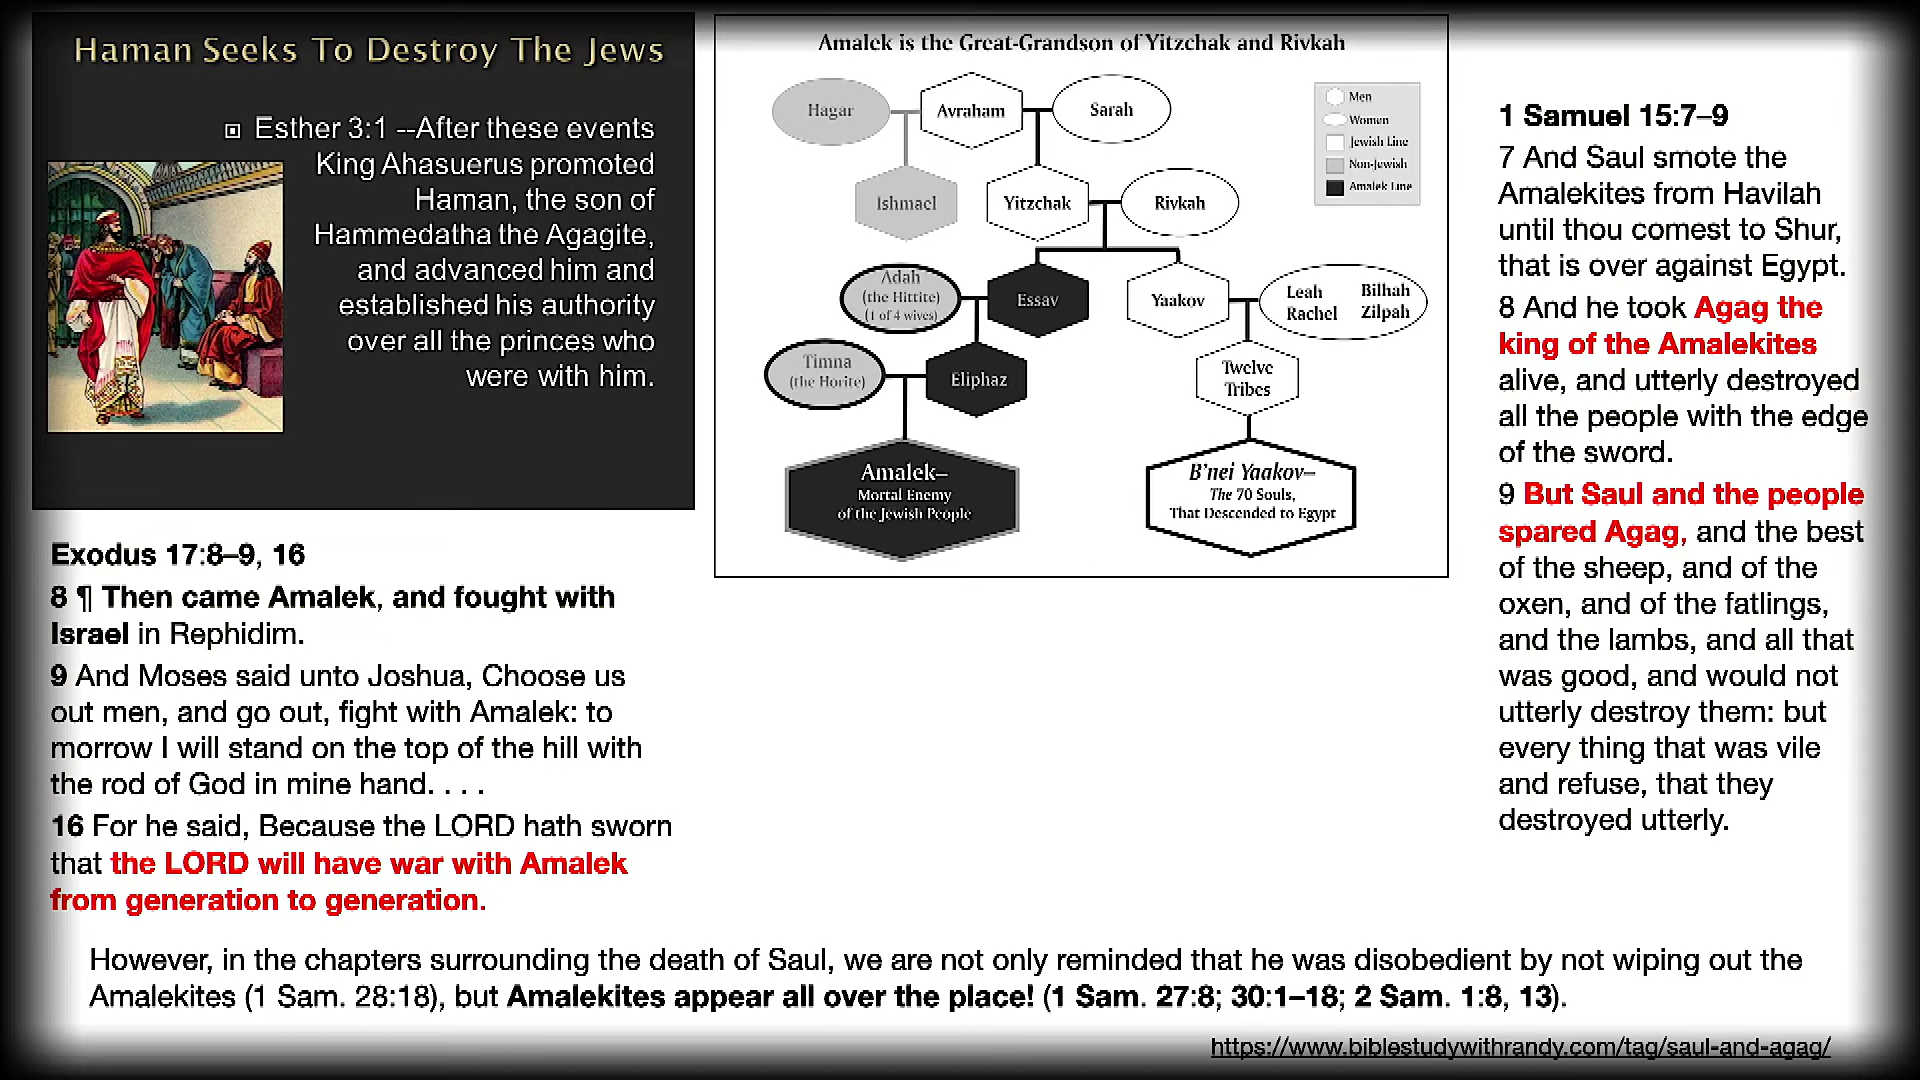 Haman Seeks To Destroy The Jews
Esther 3:1 --After these events
King Ahasuerus promoted
Haman, the son of
Hammedatha the Agagite,
and advanced him and
established his authority
over all the princes who
were with him.
Amalek is the Great-Grandson of Yitzchak and Rivkah
Hagar
Avraham
Sarah
Men
Women
Jewish Line
Non-Jewish
Amalek Line
Ishmael
Yitzchak
Rivkah
Adah
(the Hittite)
(1 of 4 wives)
Essav
Yaakov
Leah Bilhah
Rachel Zilpah
Timna
(the Horite)
Eliphaz
Twelve
Tribes
Amalek–
Mortal Enemy
of the Jewish People
B'nei Yaakov–
The 70 Souls,
That Descended to Egypt
1 Samuel 15:7–9
7 And Saul smote the
Amalekites from Havilah
until thou comest to Shur,
that is over against Egypt.
8 And he took Agag the
king of the Amalekites
alive, and utterly destroyed
all the people with the edge
of the sword.
9 But Saul and the people
spared Agag, and the best
of the sheep, and of the
oxen, and of the fatlings,
and the lambs, and all that
was good, and would not
utterly destroy them: but
every thing that was vile
and refuse, that they
destroyed utterly.
Exodus 17:8–9, 16
8 ¶ Then came Amalek, and fought with
Israel in Rephidim.
9 And Moses said unto Joshua, Choose us
out men, and go out, fight with Amalek: to
morrow I will stand on the top of the hill with
the rod of God in mine hand. . . .
16 For he said, Because the LORD hath sworn
that the LORD will have war with Amalek
from generation to generation.
However, in the chapters surrounding the death of Saul, we are not only reminded that he was disobedient by not wiping out the
Amalekites (1 Sam. 28:18), but Amalekites appear all over the place! (1 Sam. 27:8; 30:1–18; 2 Sam. 1:8, 13).
https://www.biblestudywithrandy.com/tag/saul-and-agag/